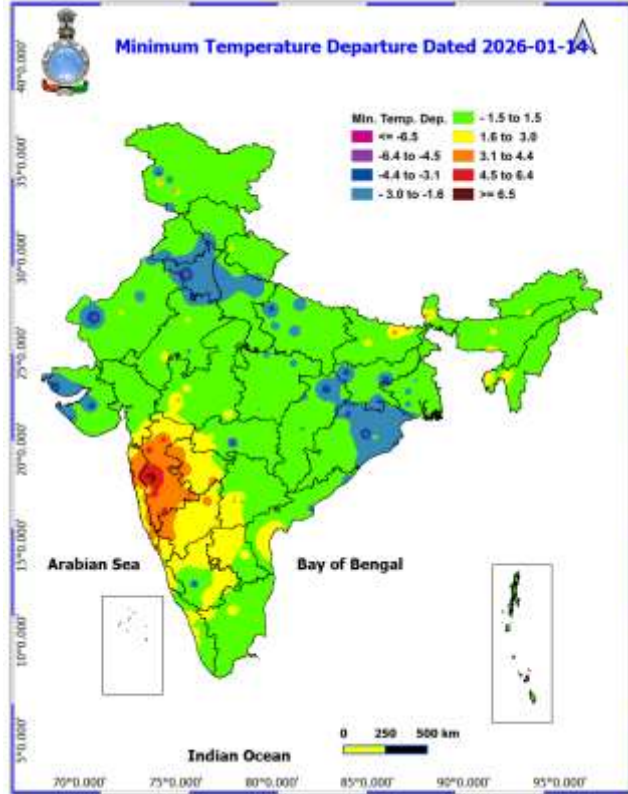 Minimum Temperature Departure Dated 2026-01-14
Min. Temp. Dep.
<= -6.5
-6.4 to -4.5
-4.4 to -3.1
- 3.0 to -1.6
- 1.5 to 1.5
1.6 to 3.0
3.1 to 4.4
4.5 to 6.4
>= 6.5
40°0.000'
35°0.000'
30°0.000'
25°0.000'
20°0.000'
15°0.000'
10°0.000'
5°0.000'
Arabian Sea
Bay of Bengal
0 250 500 km
Indian Ocean
70°0.000' 75°0.000' 80°0.000' 85°0.000' 90°0.000' 95°0.000'